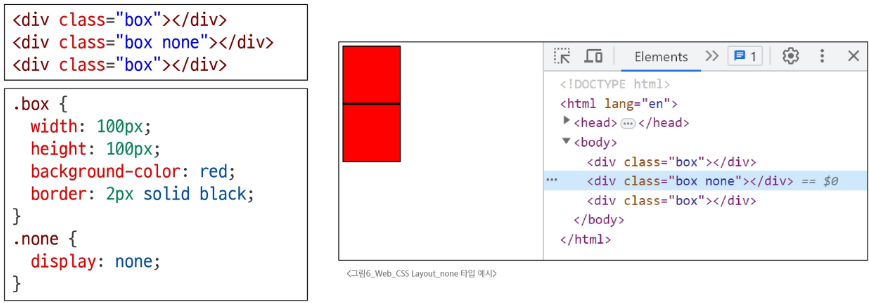 <div class="box"></div>
<div class="box none"></div>
<div class="box"></div>
.box {
width: 100px;
height: 100px;
background-color: red;
border: 2px solid black;
}
.none {
display: none;
}
Elements
1
<!DOCTYPE html>
<html lang="en">
<head> ••• </head>
<body>
<div class="box"></div>
••• <div class="box none"></div> == $0
<div class="box"></div>
</body>
</html>
<그림6_Web_CSS Layout_none 타입 예시>